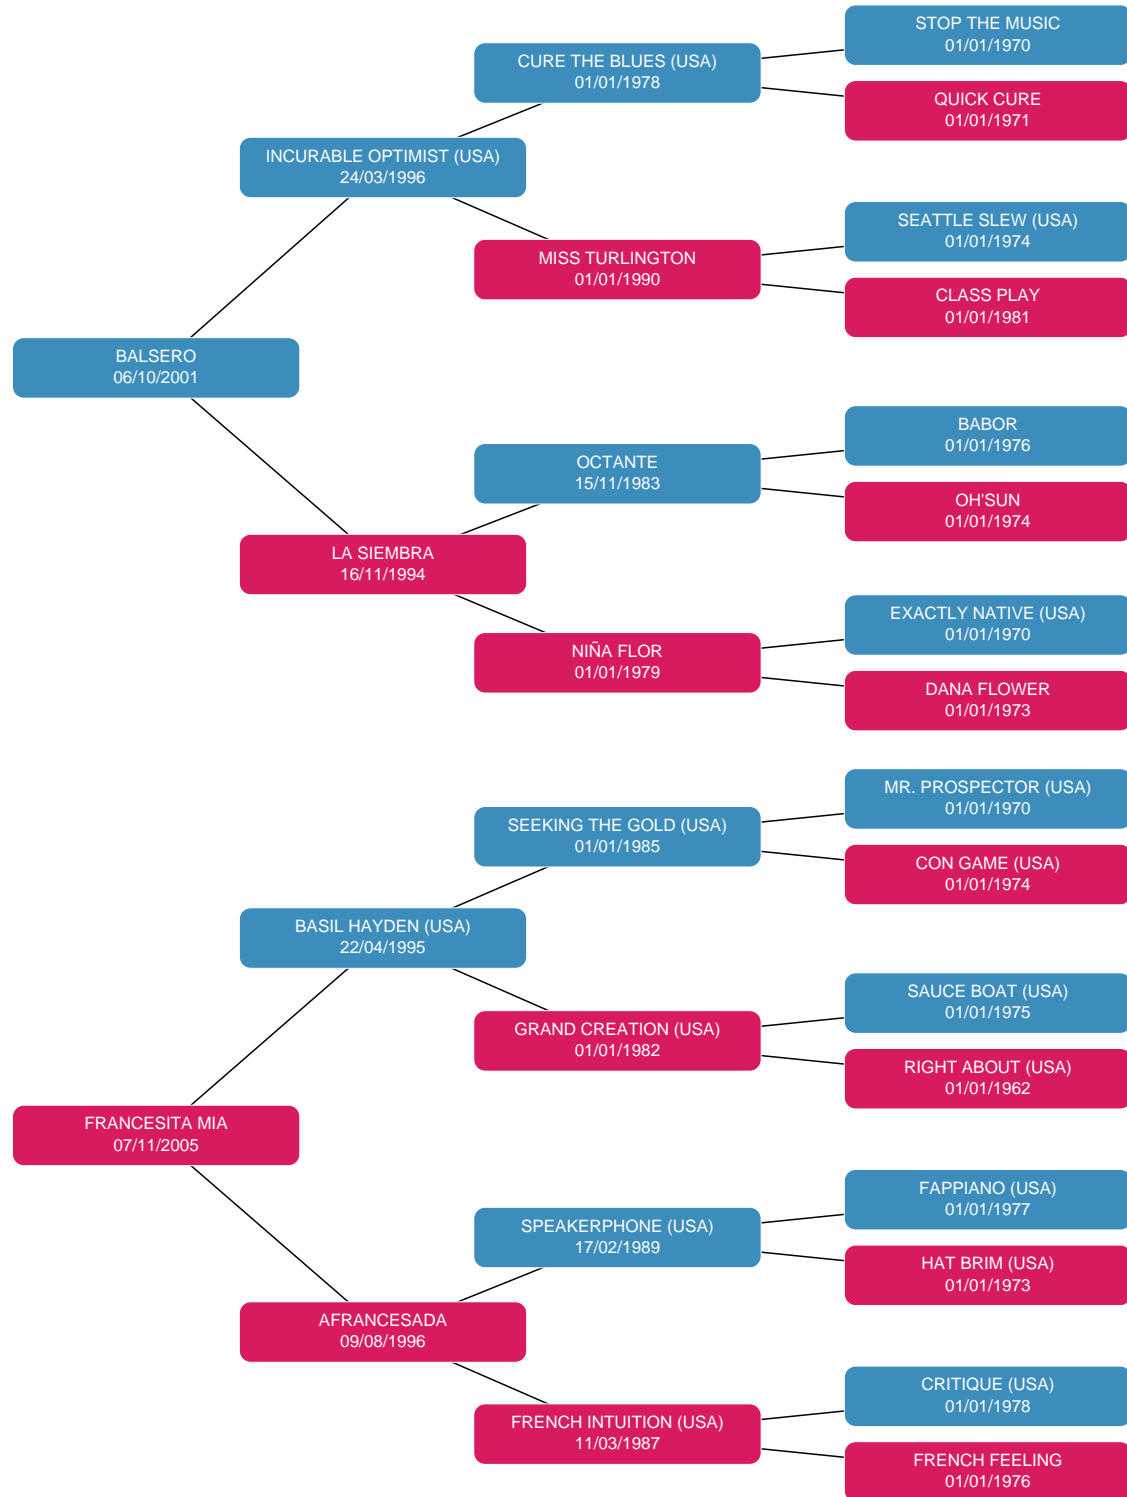 STOP THE MUSIC
01/01/1970
CURE THE BLUES (USA)
01/01/1978
QUICK CURE
01/01/1971
INCURABLE OPTIMIST (USA)
24/03/1996
SEATTLE SLEW (USA)
01/01/1974
MISS TURLINGTON
01/01/1990
CLASS PLAY
01/01/1981
BALSERO
06/10/2001
BABOR
01/01/1976
OCTANTE
15/11/1983
OH'SUN
01/01/1974
LA SIEMBRA
16/11/1994
EXACTLY NATIVE (USA)
01/01/1970
NIÑA FLOR
01/01/1979
DANA FLOWER
01/01/1973
MR. PROSPECTOR (USA)
01/01/1970
SEEKING THE GOLD (USA)
01/01/1985
CON GAME (USA)
01/01/1974
BASIL HAYDEN (USA)
22/04/1995
SAUCE BOAT (USA)
01/01/1975
GRAND CREATION (USA)
01/01/1982
RIGHT ABOUT (USA)
01/01/1962
FRANCESITA MIA
07/11/2005
FAPPIANO (USA)
01/01/1977
SPEAKERPHONE (USA)
17/02/1989
HAT BRIM (USA)
01/01/1973
AFRANCESADA
09/08/1996
CRITIQUE (USA)
01/01/1978
FRENCH INTUITION (USA)
11/03/1987
FRENCH FEELING
01/01/1976